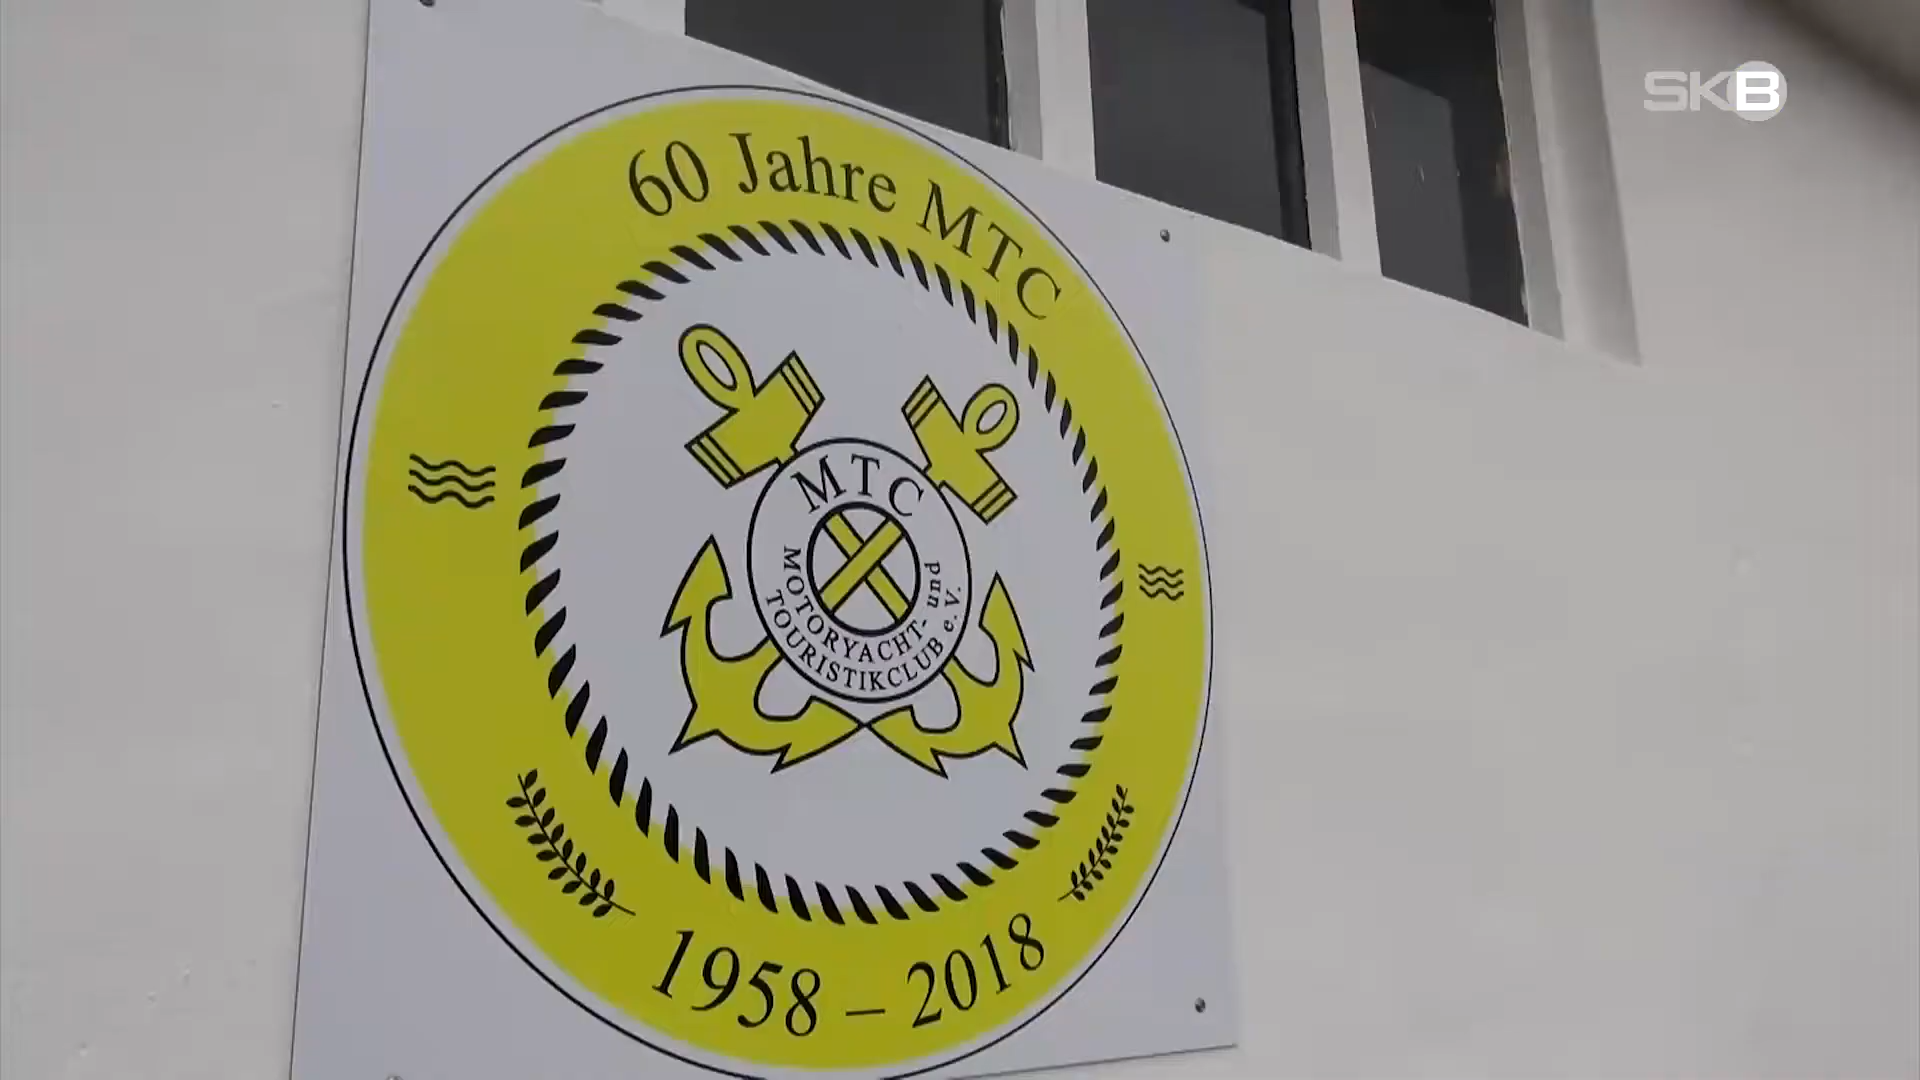 SKB
60 Jahre MTC
MTC
MOTORYACHT- und
TOURISTIKCLUB e.V.
1958 – 2018